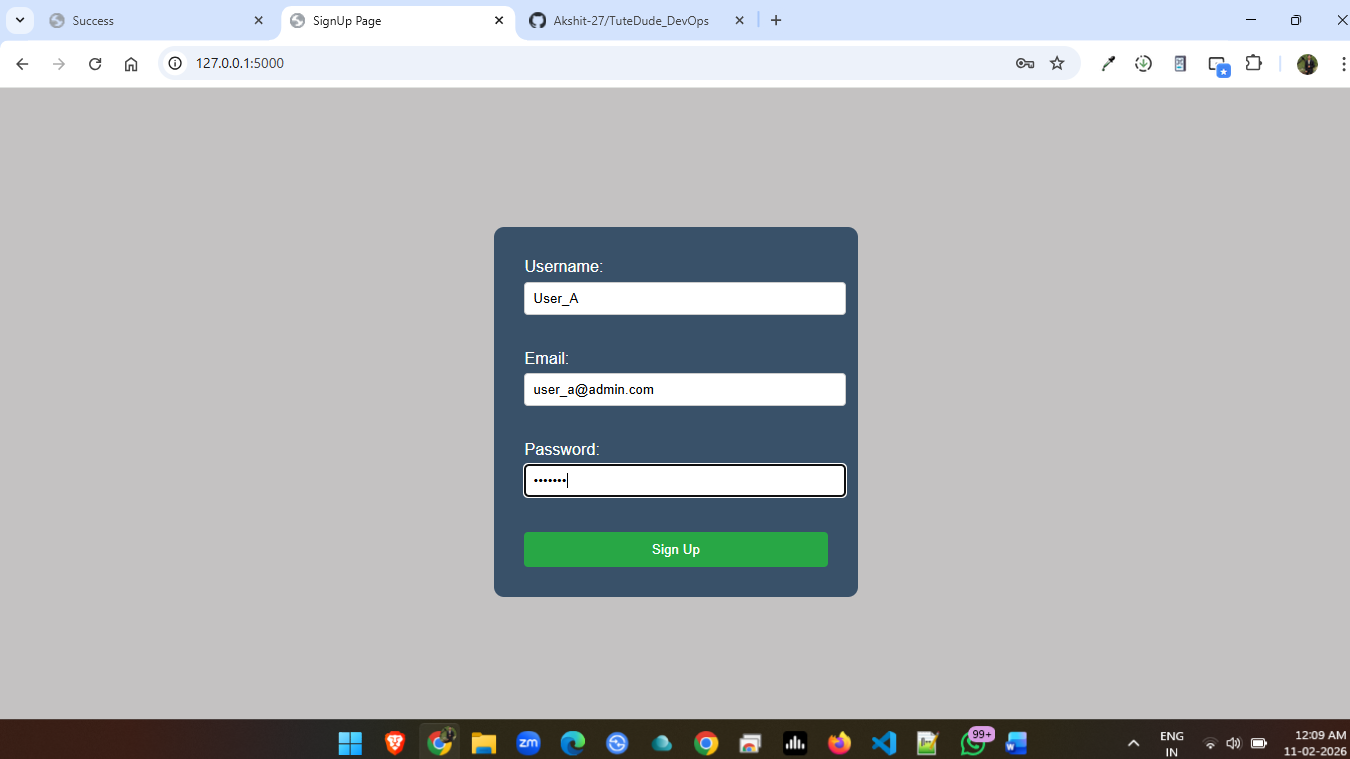 Success
SignUp Page
Akshit-27/TuteDude_DevOps
127.0.0.1:5000
Username:
User_A
Email:
user_a@admin.com
Password:
•••••••
Sign Up
zm
99+
W
ENG
IN
12:09 AM
11-02-2026